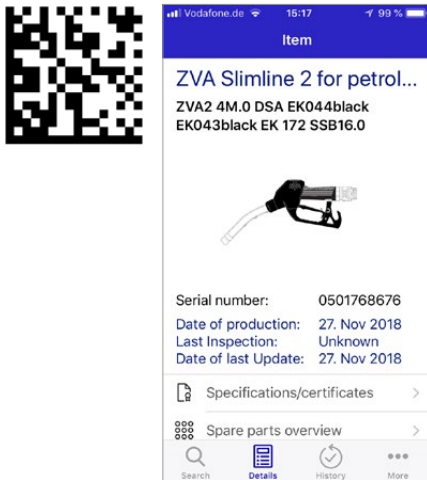 Vodafone.de 15:17 99 %
Item
ZVA Slimline 2 for petrol...
ZVA2 4M.0 DSA EK044black
EK043black EK 172 SSB16.0
Serial number: 0501768676
Date of production: 27. Nov 2018
Last Inspection: Unknown
Date of last Update: 27. Nov 2018
Specifications/certificates
Spare parts overview
Search Details History More